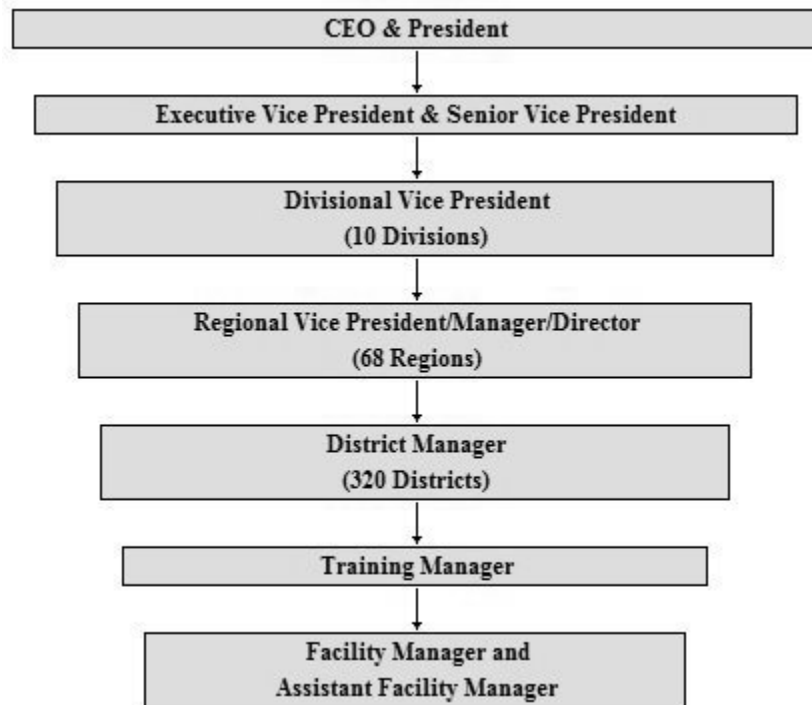 CEO & President
Executive Vice President & Senior Vice President
Divisional Vice President
(10 Divisions)
Regional Vice President/Manager/Director
(68 Regions)
District Manager
(320 Districts)
Training Manager
Facility Manager and
Assistant Facility Manager